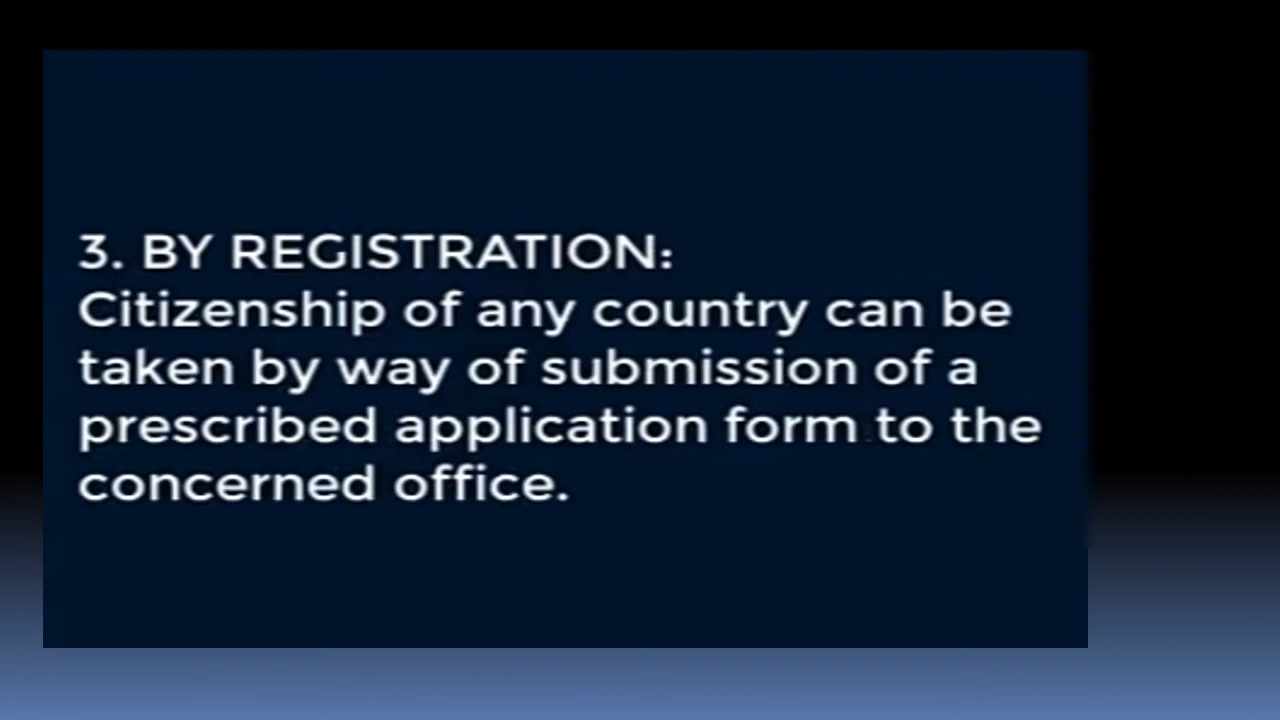 3. BY REGISTRATION:
Citizenship of any country can be
taken by way of submission of a
prescribed application form to the
concerned office.